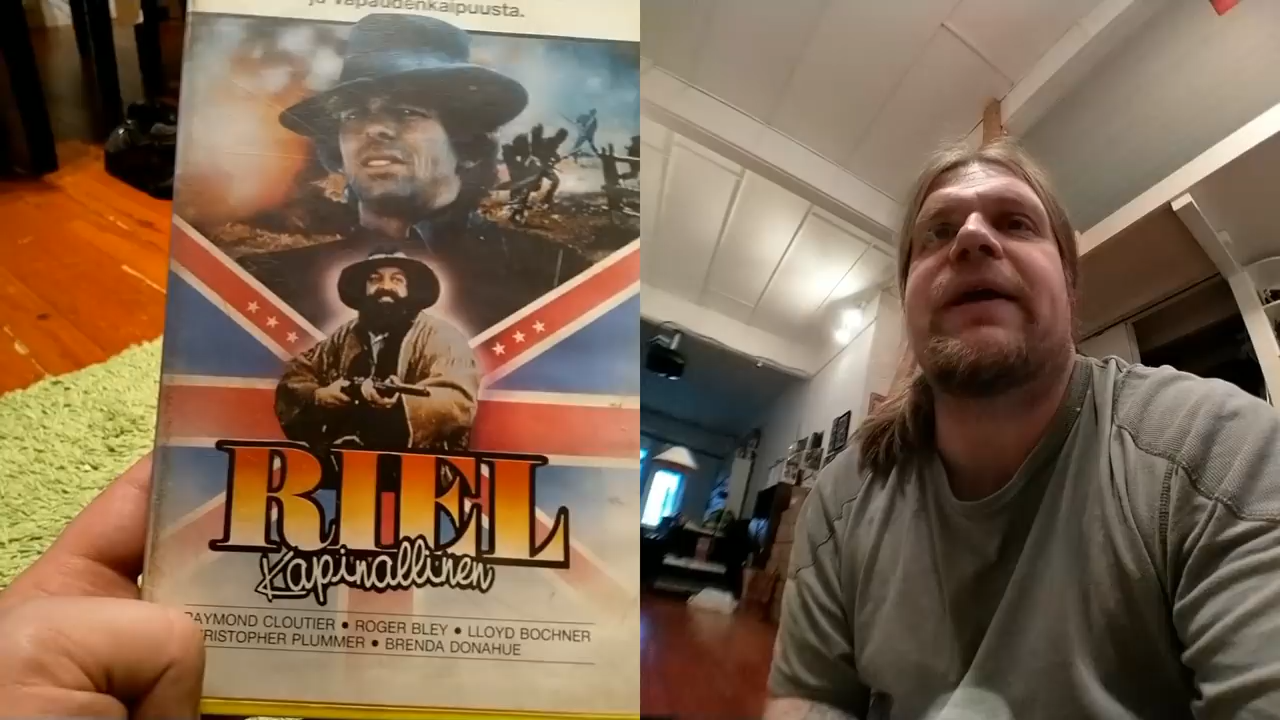 ja vapaudenkaipuusta.
RIEL
Kapinallinen
RAYMOND CLOUTIER • ROGER BLEY • LLOYD BOCHNER
CHRISTOPHER PLUMMER • BRENDA DONAHUE